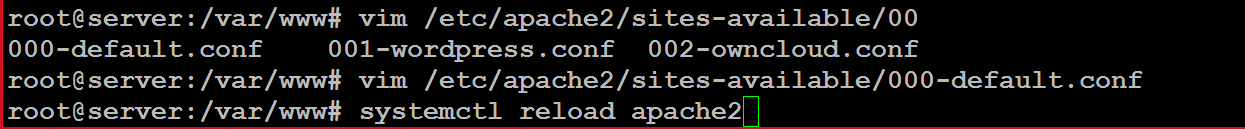 root@server:/var/www# vim /etc/apache2/sites-available/00
000-default.conf    001-wordpress.conf  002-owncloud.conf
root@server:/var/www# vim /etc/apache2/sites-available/000-default.conf
root@server:/var/www# systemctl reload apache2